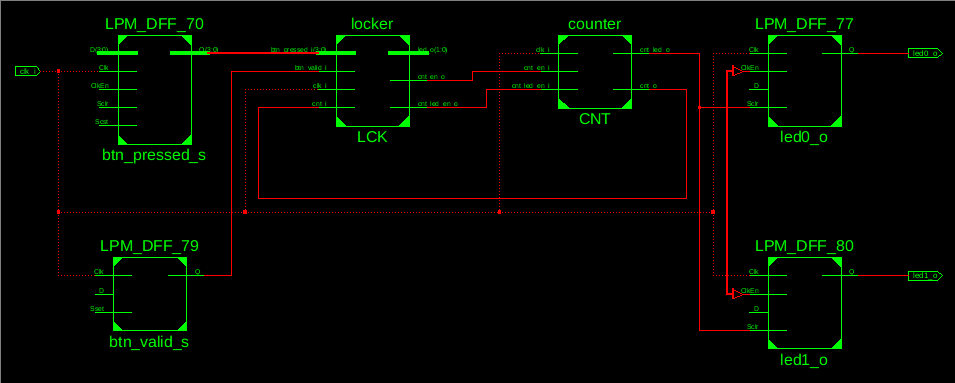 LPM_DFF_70
locker
counter
LPM_DFF_77
D(3:0)
Q(3:0)
btn_pressed_i(3:0)
led_o(1:0)
clk_i
cnt_led_o
Clk
Q
led0_o
clk_i
Clk
btn_valid_i
cnt_en_o
cnt_en_i
ClkEn
ClkEn
clk_i
cnt_led_en_i
cnt_o
D
Sclr
cnt_i
cnt_led_en_o
Sclr
Sset
CNT
LCK
led0_o
btn_pressed_s
LPM_DFF_79
LPM_DFF_80
Clk
Q
Clk
Q
led1_o
D
ClkEn
Sset
D
Sclr
btn_valid_s
led1_o